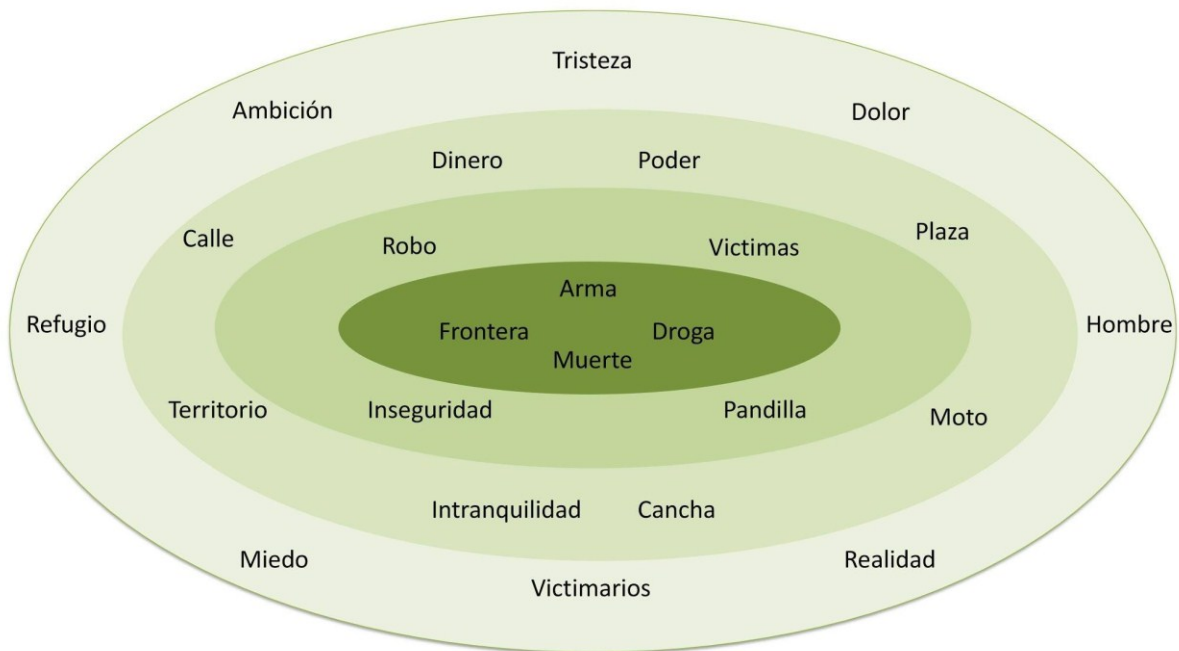 Tristeza
Ambición
Dolor
Dinero
Poder
Calle
Plaza
Robo
Victimas
Arma
Refugio
Frontera
Droga
Hombre
Muerte
Territorio
Inseguridad
Pandilla
Moto
Intranquilidad
Cancha
Miedo
Realidad
Victimarios